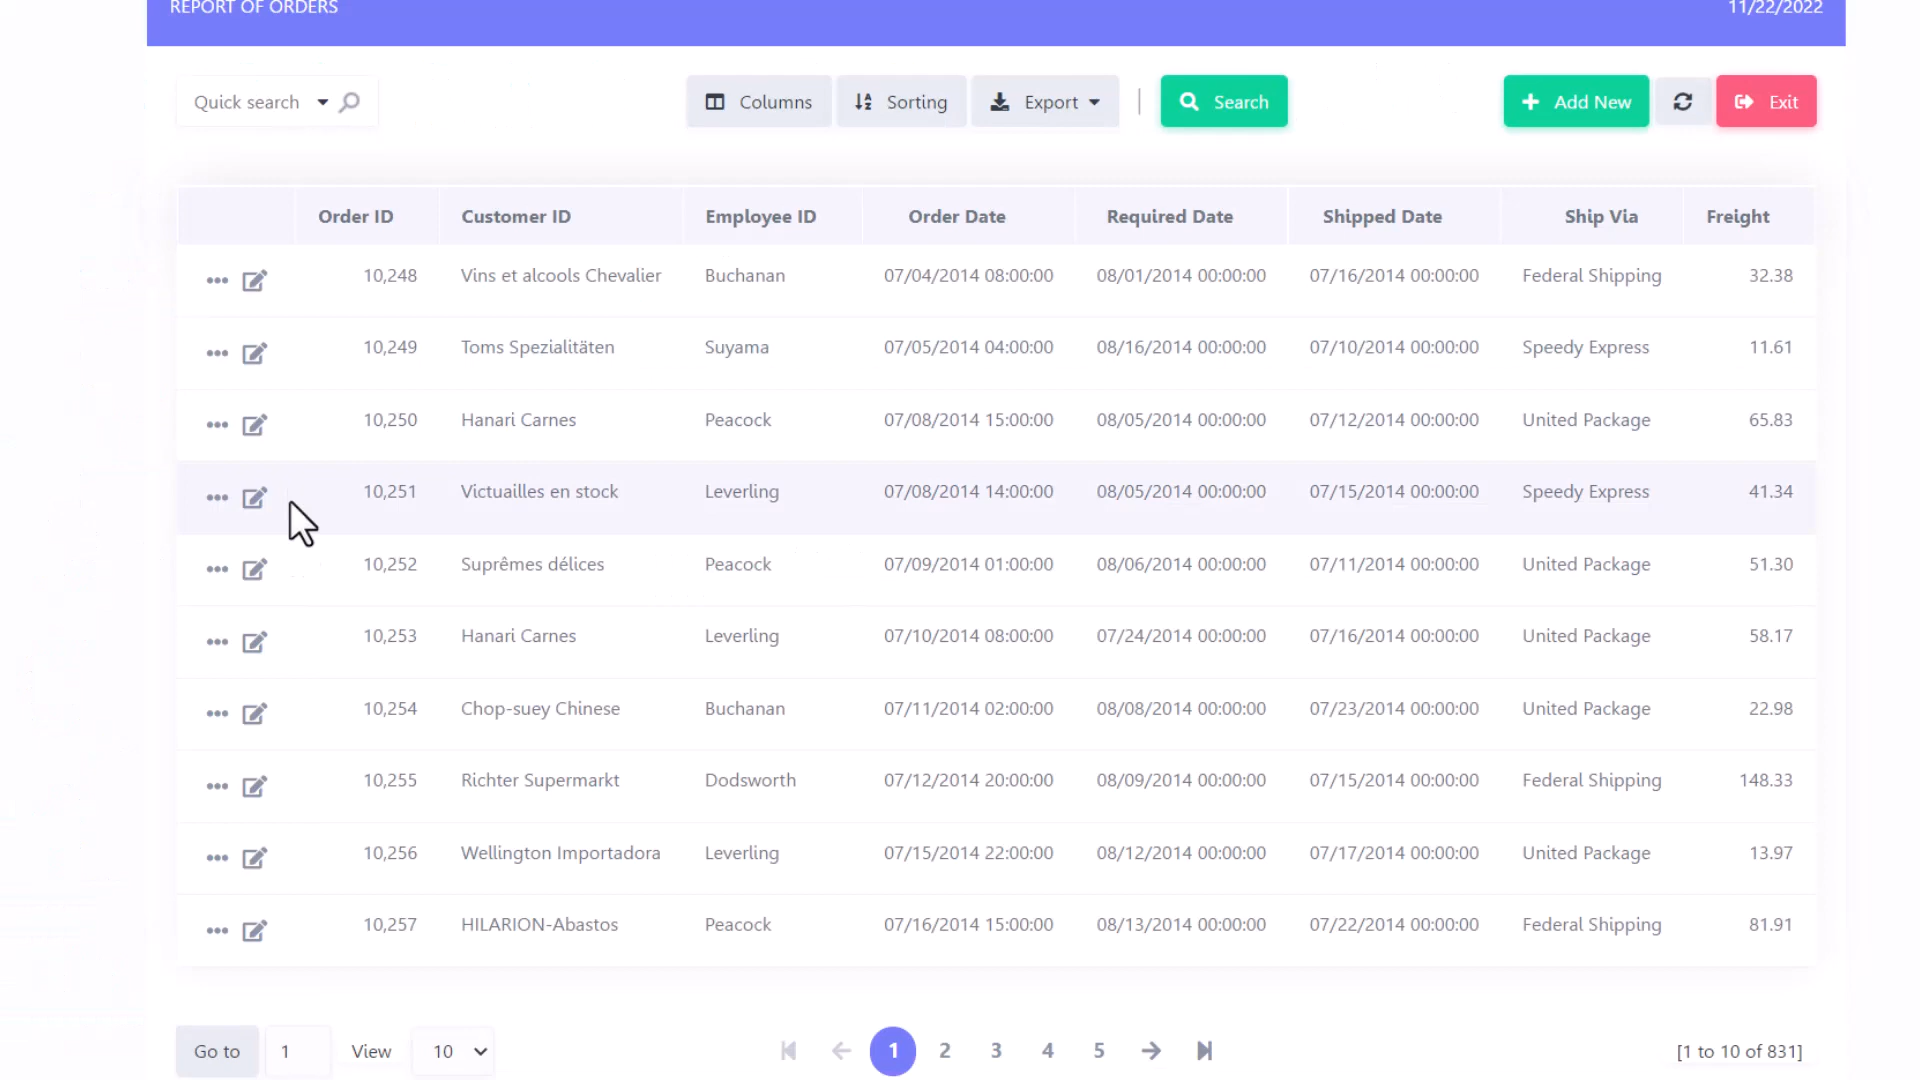 REPORT OF ORDERS 11/22/2022
Quick search Columns Sorting Export Search Add New Exit
Order ID Customer ID Employee ID Order Date Required Date Shipped Date Ship Via Freight
10,248 Vins et alcools Chevalier Buchanan 07/04/2014 08:00:00 08/01/2014 00:00:00 07/16/2014 00:00:00 Federal Shipping 32.38
10,249 Toms Spezialitäten Suyama 07/05/2014 04:00:00 08/16/2014 00:00:00 07/10/2014 00:00:00 Speedy Express 11.61
10,250 Hanari Carnes Peacock 07/08/2014 15:00:00 08/05/2014 00:00:00 07/12/2014 00:00:00 United Package 65.83
10,251 Victuailles en stock Leverling 07/08/2014 14:00:00 08/05/2014 00:00:00 07/15/2014 00:00:00 Speedy Express 41.34
10,252 Suprêmes délices Peacock 07/09/2014 01:00:00 08/06/2014 00:00:00 07/11/2014 00:00:00 United Package 51.30
10,253 Hanari Carnes Leverling 07/10/2014 08:00:00 07/24/2014 00:00:00 07/16/2014 00:00:00 United Package 58.17
10,254 Chop-suey Chinese Buchanan 07/11/2014 02:00:00 08/08/2014 00:00:00 07/23/2014 00:00:00 United Package 22.98
10,255 Richter Supermarkt Dodsworth 07/12/2014 20:00:00 08/09/2014 00:00:00 07/15/2014 00:00:00 Federal Shipping 148.33
10,256 Wellington Importadora Leverling 07/15/2014 22:00:00 08/12/2014 00:00:00 07/17/2014 00:00:00 United Package 13.97
10,257 HILARION-Abastos Peacock 07/16/2014 15:00:00 08/13/2014 00:00:00 07/22/2014 00:00:00 Federal Shipping 81.91
Go to 1 View 10 1 2 3 4 5 [1 to 10 of 831]